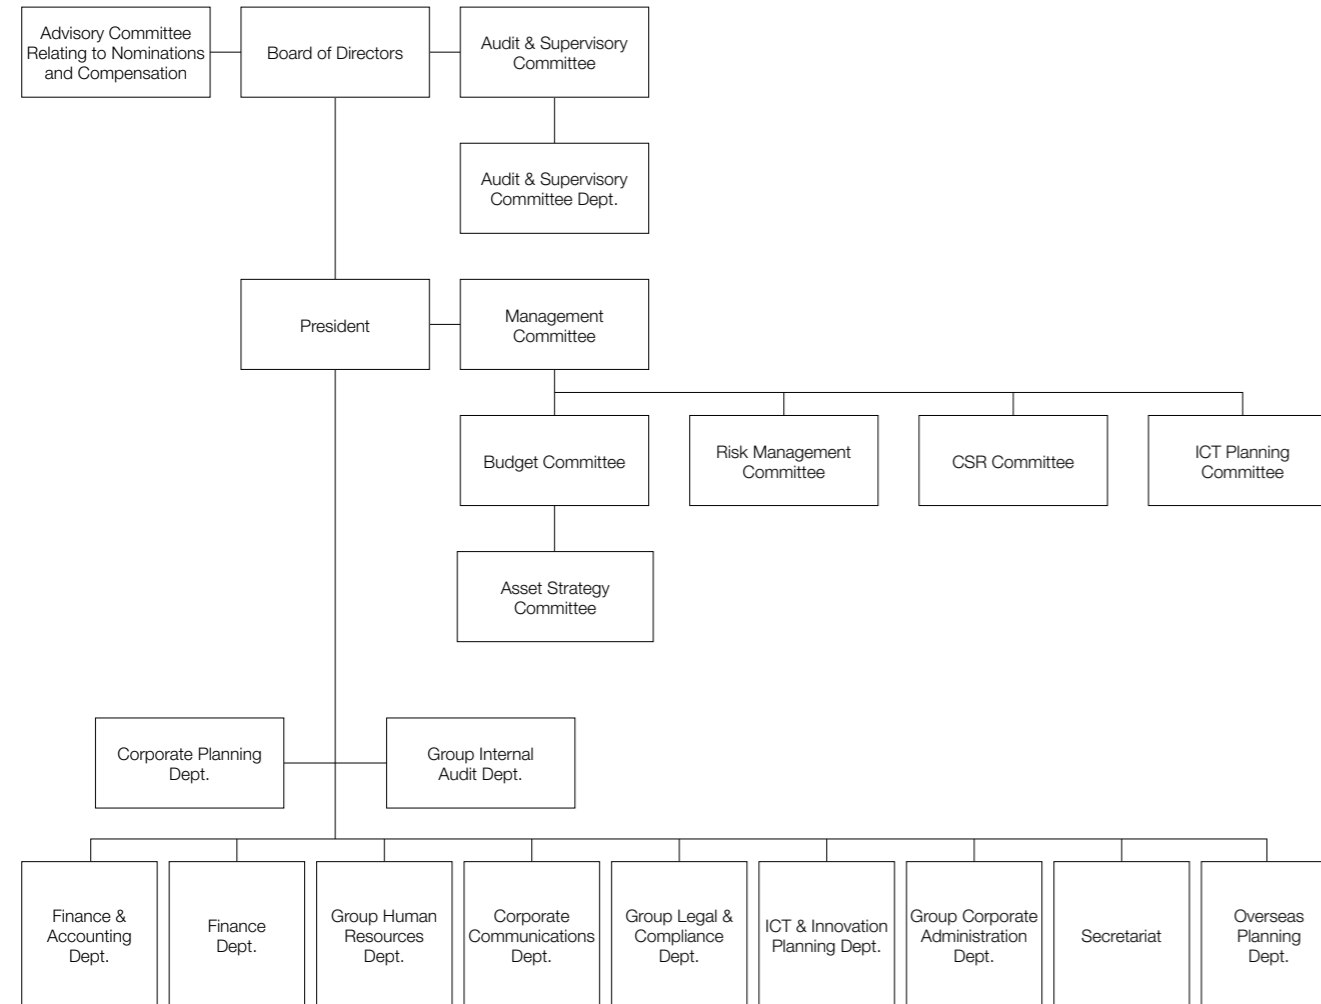 Advisory Committee
Relating to Nominations
and Compensation
Board of Directors
Audit & Supervisory
Committee
Audit & Supervisory
Committee Dept.
President
Management
Committee
Budget Committee
Risk Management
Committee
CSR Committee
ICT Planning
Committee
Asset Strategy
Committee
Corporate Planning
Dept.
Group Internal
Audit Dept.
Finance &
Accounting
Dept.
Finance
Dept.
Group Human
Resources
Dept.
Corporate
Communications
Dept.
Group Legal &
Compliance
Dept.
ICT & Innovation
Planning Dept.
Group Corporate
Administration
Dept.
Secretariat
Overseas
Planning
Dept.